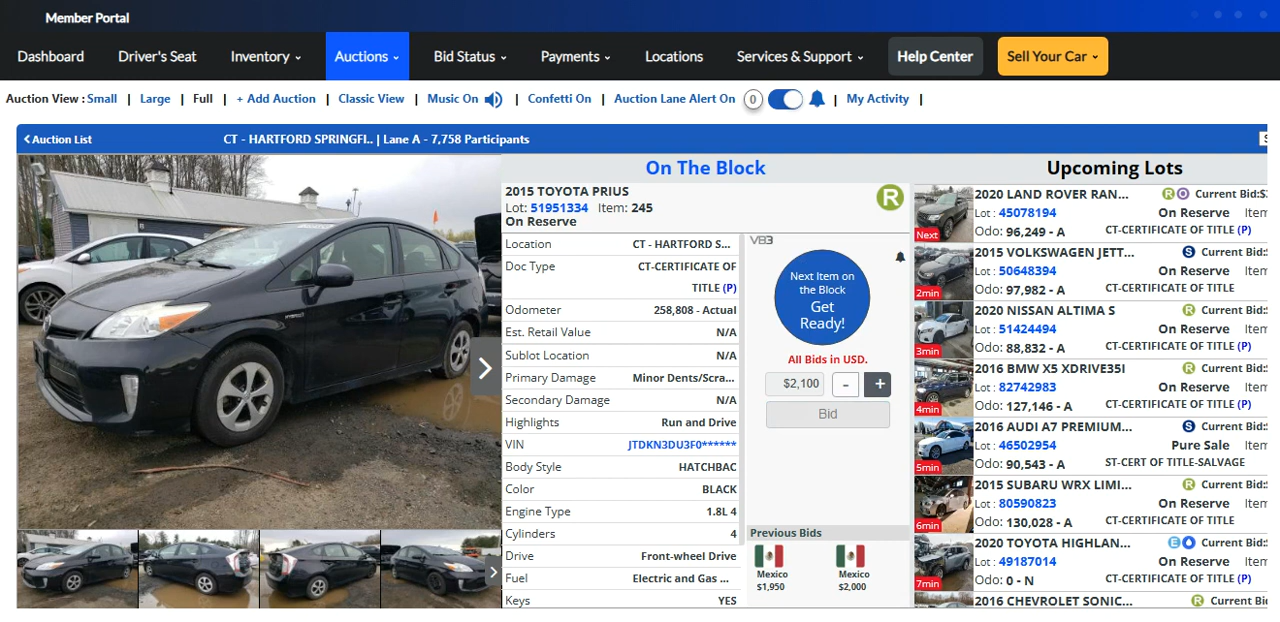 Member Portal
Dashboard Driver's Seat Inventory Auctions Bid Status Payments Locations Services & Support Help Center Sell Your Car
Auction View : Small | Large | Full | + Add Auction | Classic View | Music On | Confetti On | Auction Lane Alert On 0 | My Activity |
Auction List CT - HARTFORD SPRINGFI.. | Lane A - 7,758 Participants
On The Block
2015 TOYOTA PRIUS
Lot: 51951334 Item: 245
On Reserve
R
Location CT - HARTFORD S...
Doc Type CT-CERTIFICATE OF
TITLE (P)
Odometer 258,808 - Actual
Est. Retail Value N/A
Sublot Location N/A
Primary Damage Minor Dents/Scra...
Secondary Damage N/A
Highlights Run and Drive
VIN JTDKN3DU3F0******
Body Style HATCHBAC
Color BLACK
Engine Type 1.8L 4
Cylinders 4
Drive Front-wheel Drive
Fuel Electric and Gas ...
Keys YES
VB3
Next Item on
the Block
Get
Ready!
All Bids in USD.
$2,100 - +
Bid
Previous Bids
Mexico Mexico
$1,950 $2,000
Upcoming Lots
2020 LAND ROVER RAN... R O Current Bid:
Lot : 45078194 On Reserve Item
Next Odo: 96,249 - A CT-CERTIFICATE OF TITLE (P)
2015 VOLKSWAGEN JETT... S Current Bid:
Lot : 50648394 On Reserve Item
2min Odo: 97,982 - A CT-CERTIFICATE OF TITLE
2020 NISSAN ALTIMA S R Current Bid:
Lot : 51424494 On Reserve Item
3min Odo: 88,832 - A CT-CERTIFICATE OF TITLE (P)
2016 BMW X5 XDRIVE35I R Current Bid:
Lot : 82742983 On Reserve Item
4min Odo: 127,146 - A CT-CERTIFICATE OF TITLE (P)
2016 AUDI A7 PREMIUM... S Current Bid:
Lot : 46502954 Pure Sale Item
5min Odo: 90,543 - A ST-CERT OF TITLE-SALVAGE
2015 SUBARU WRX LIMI... R Current Bid:
Lot : 80590823 On Reserve Item
6min Odo: 130,028 - A CT-CERTIFICATE OF TITLE
2020 TOYOTA HIGHLAN... E Current Bid:
Lot : 49187014 On Reserve Item
7min Odo: 0 - N CT-CERTIFICATE OF TITLE (P)
2016 CHEVROLET SONIC... R Current Bi